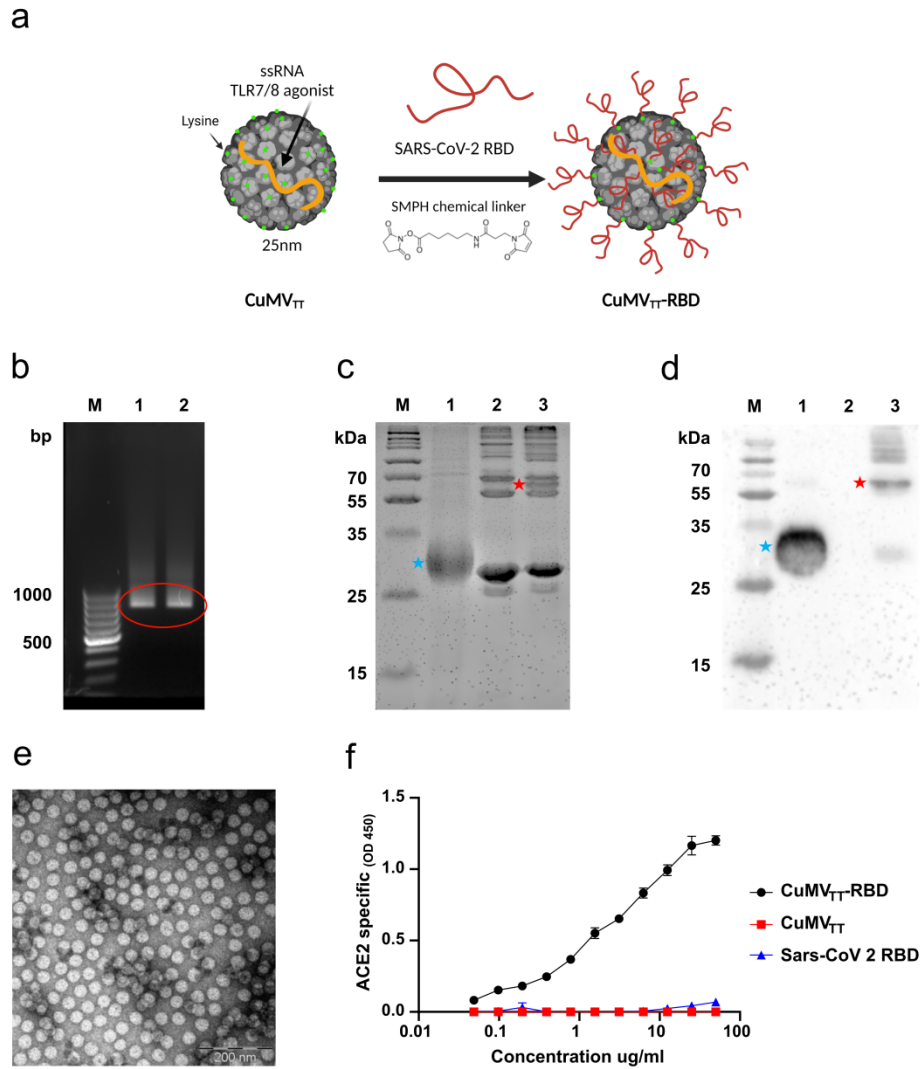 a
ssRNA
TLR7/8 agonist
Lysine
25nm
CuMVTT
SARS-CoV-2 RBD
SMPH chemical linker
O
N
O
O
O
N
H
O
N
O
O
CuMVTT-RBD
b
M 1 2
bp
1000
500
c
M 1 2 3
kDa
70
55
35
25
15
d
M 1 2 3
kDa
70
55
35
25
15
e
200 nm
f
ACE2 specific (OD 450)
1.5
1.0
0.5
0.0
0.01 0.1 1 10 100
Concentration ug/ml
CuMVTT-RBD
CuMVTT
Sars-CoV 2 RBD